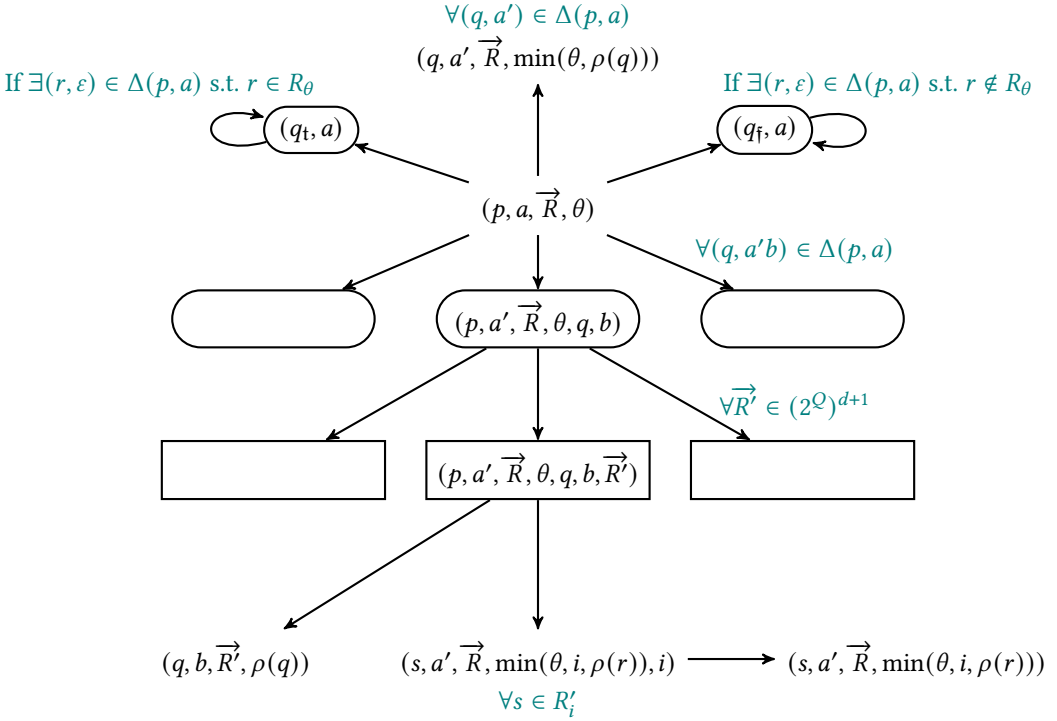 ∀(q, a′) ∈ Δ(p, a)
(q, a′, R⃗, min(θ, ρ(q)))
If ∃(r, ε) ∈ Δ(p, a) s.t. r ∈ R_θ
If ∃(r, ε) ∈ Δ(p, a) s.t. r ∉ R_θ
(q_𝔱, a)
(q_𝔣, a)
(p, a, R⃗, θ)
∀(q, a′b) ∈ Δ(p, a)
(p, a′, R⃗, θ, q, b)
∀R⃗′ ∈ (2^Q)^{d+1}
(p, a′, R⃗, θ, q, b, R⃗′)
(q, b, R⃗′, ρ(q))
(s, a′, R⃗, min(θ, i, ρ(r)), i)
(s, a′, R⃗, min(θ, i, ρ(r)))
∀s ∈ R′_i